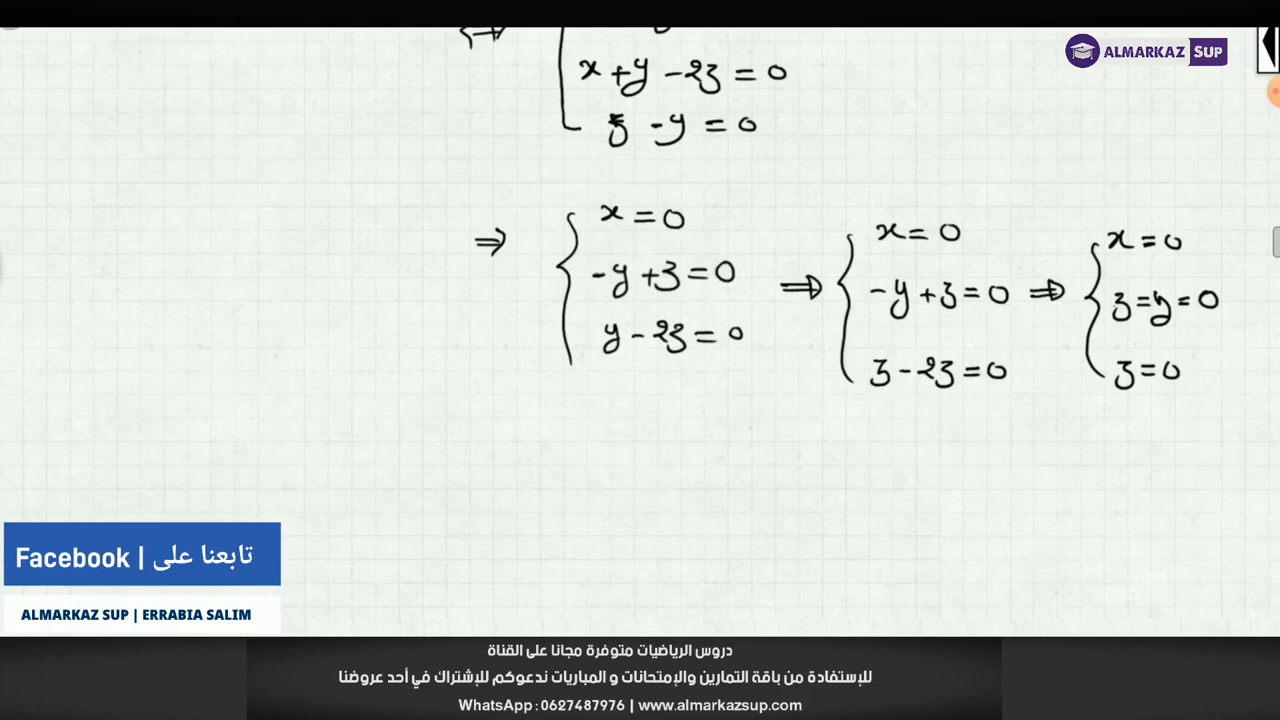 ALMARKAZ SUP
⇔
x + y - 2z = 0
z - y = 0
⇒ { x = 0
-y + z = 0
y - 2z = 0
⇒ { x = 0
-y + z = 0
z - 2z = 0
⇒ { x = 0
z = y = 0
z = 0
Facebook | تابعنا على
ALMARKAZ SUP | ERRABIA SALIM
دروس الرياضيات متوفرة مجانا على القناة
للإستفادة من باقة التمارين والإمتحانات و المباريات ندعوكم للإشتراك في أحد عروضنا
WhatsApp : 0627487976 | www.almarkazsup.com